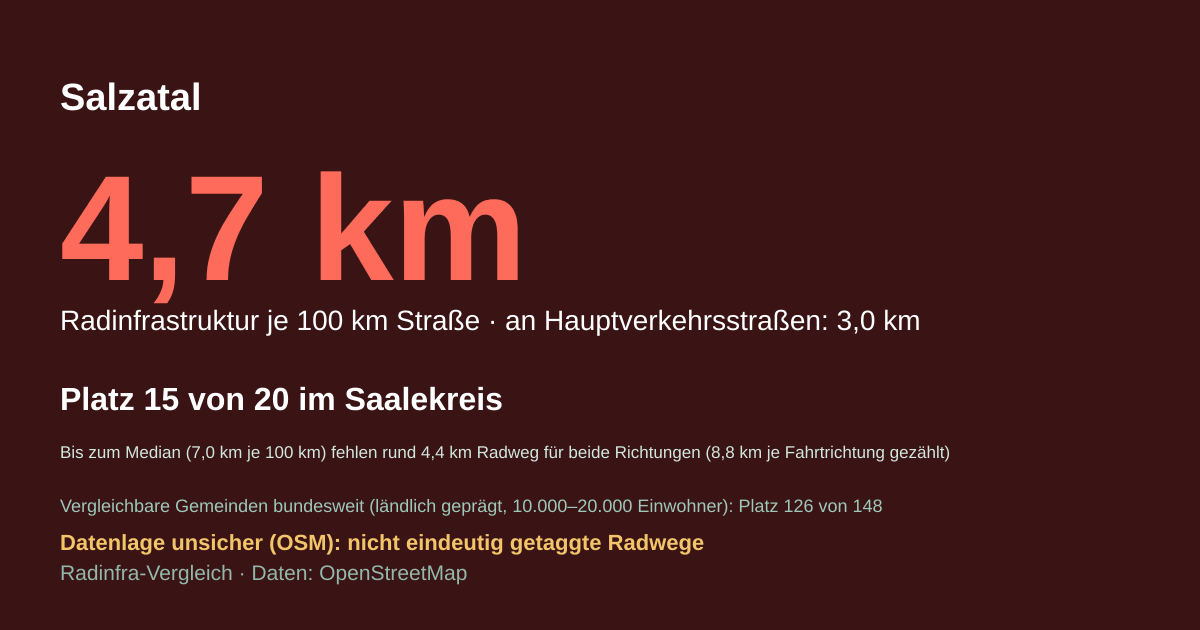 Salzatal
4,7 km
Radinfrastruktur je 100 km Straße · an Hauptverkehrsstraßen: 3,0 km
Platz 15 von 20 im Saalekreis
Bis zum Median (7,0 km je 100 km) fehlen rund 4,4 km Radweg für beide Richtungen (8,8 km je Fahrtrichtung gezählt)
Vergleichbare Gemeinden bundesweit (ländlich geprägt, 10.000–20.000 Einwohner): Platz 126 von 148
Datenlage unsicher (OSM): nicht eindeutig getaggte Radwege
Radinfra-Vergleich · Daten: OpenStreetMap